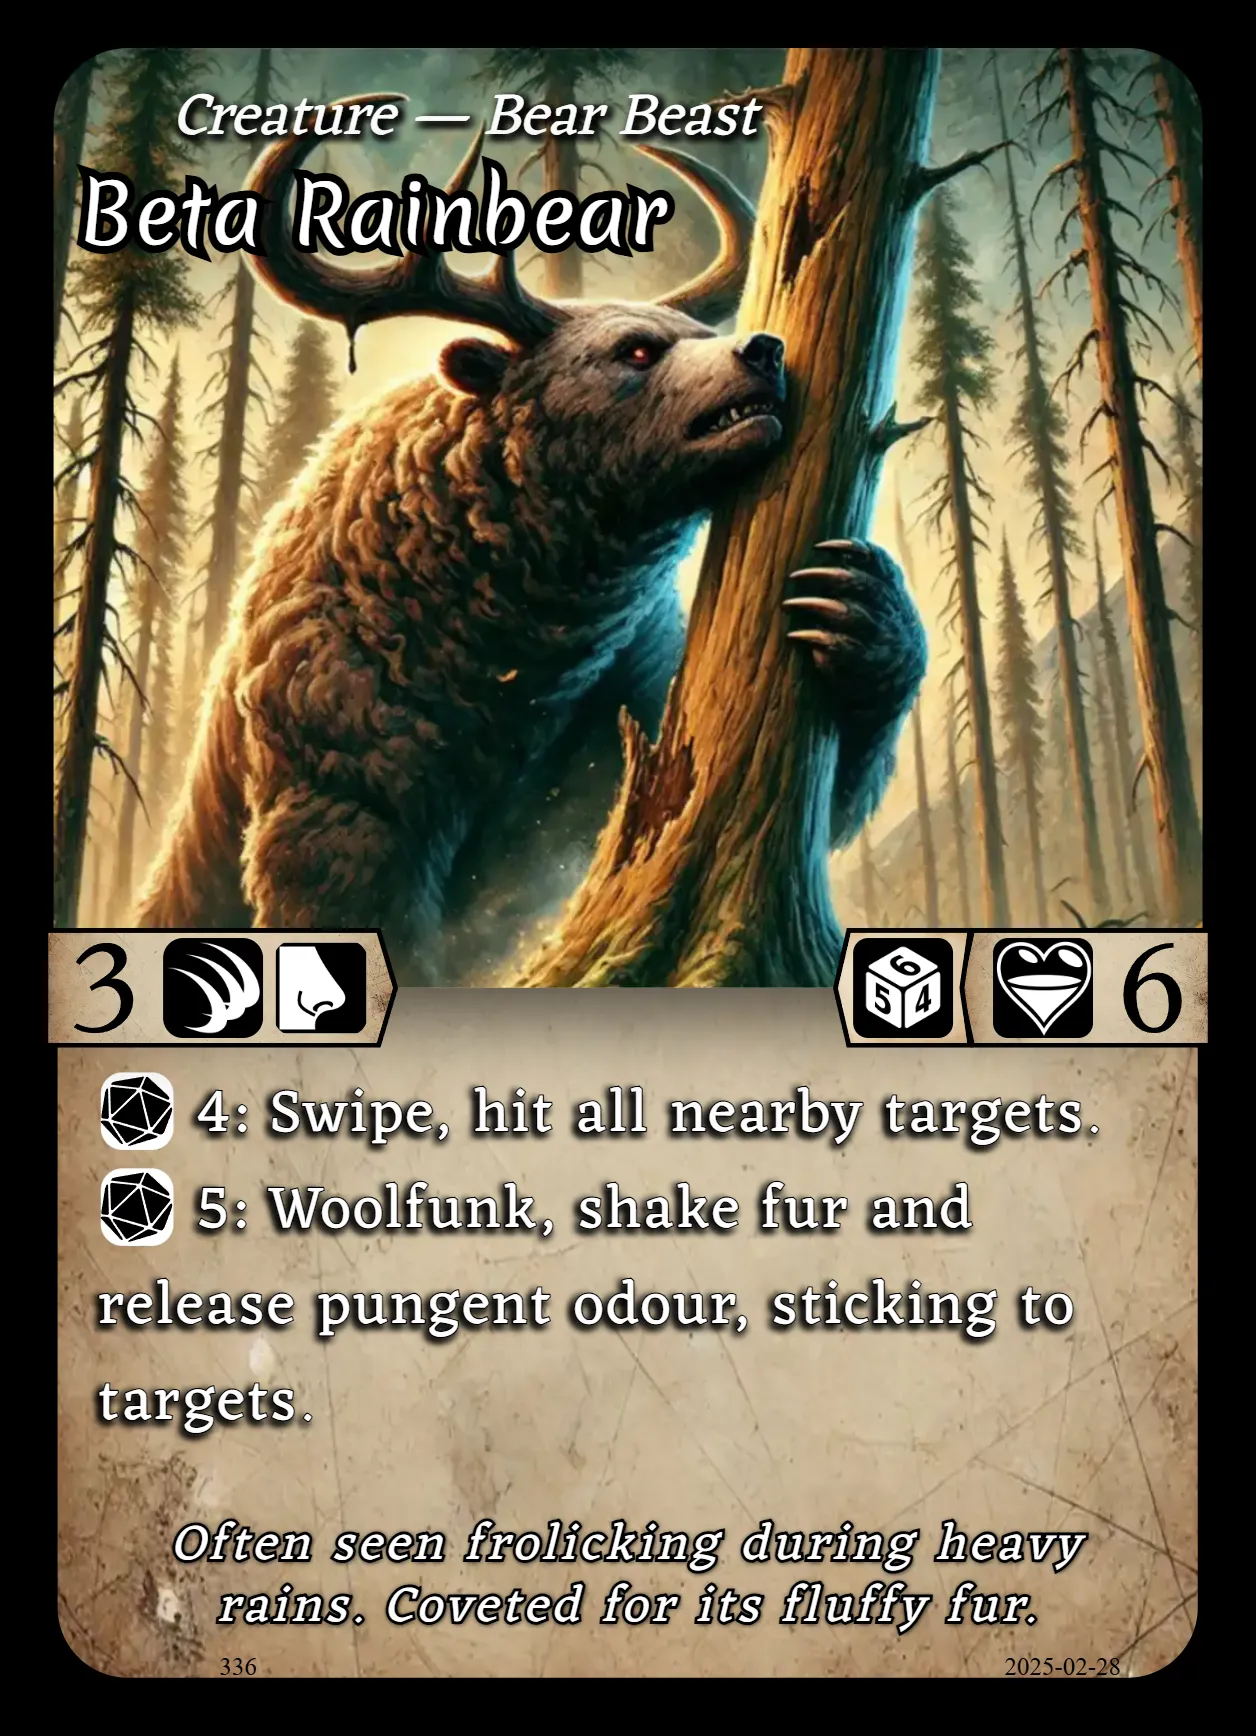 Creature — Bear Beast
Beta Rainbear
3
6
5 4
6
4: Swipe, hit all nearby targets.
5: Woolfunk, shake fur and
release pungent odour, sticking to
targets.
Often seen frolicking during heavy
rains. Coveted for its fluffy fur.
336
2025-02-28